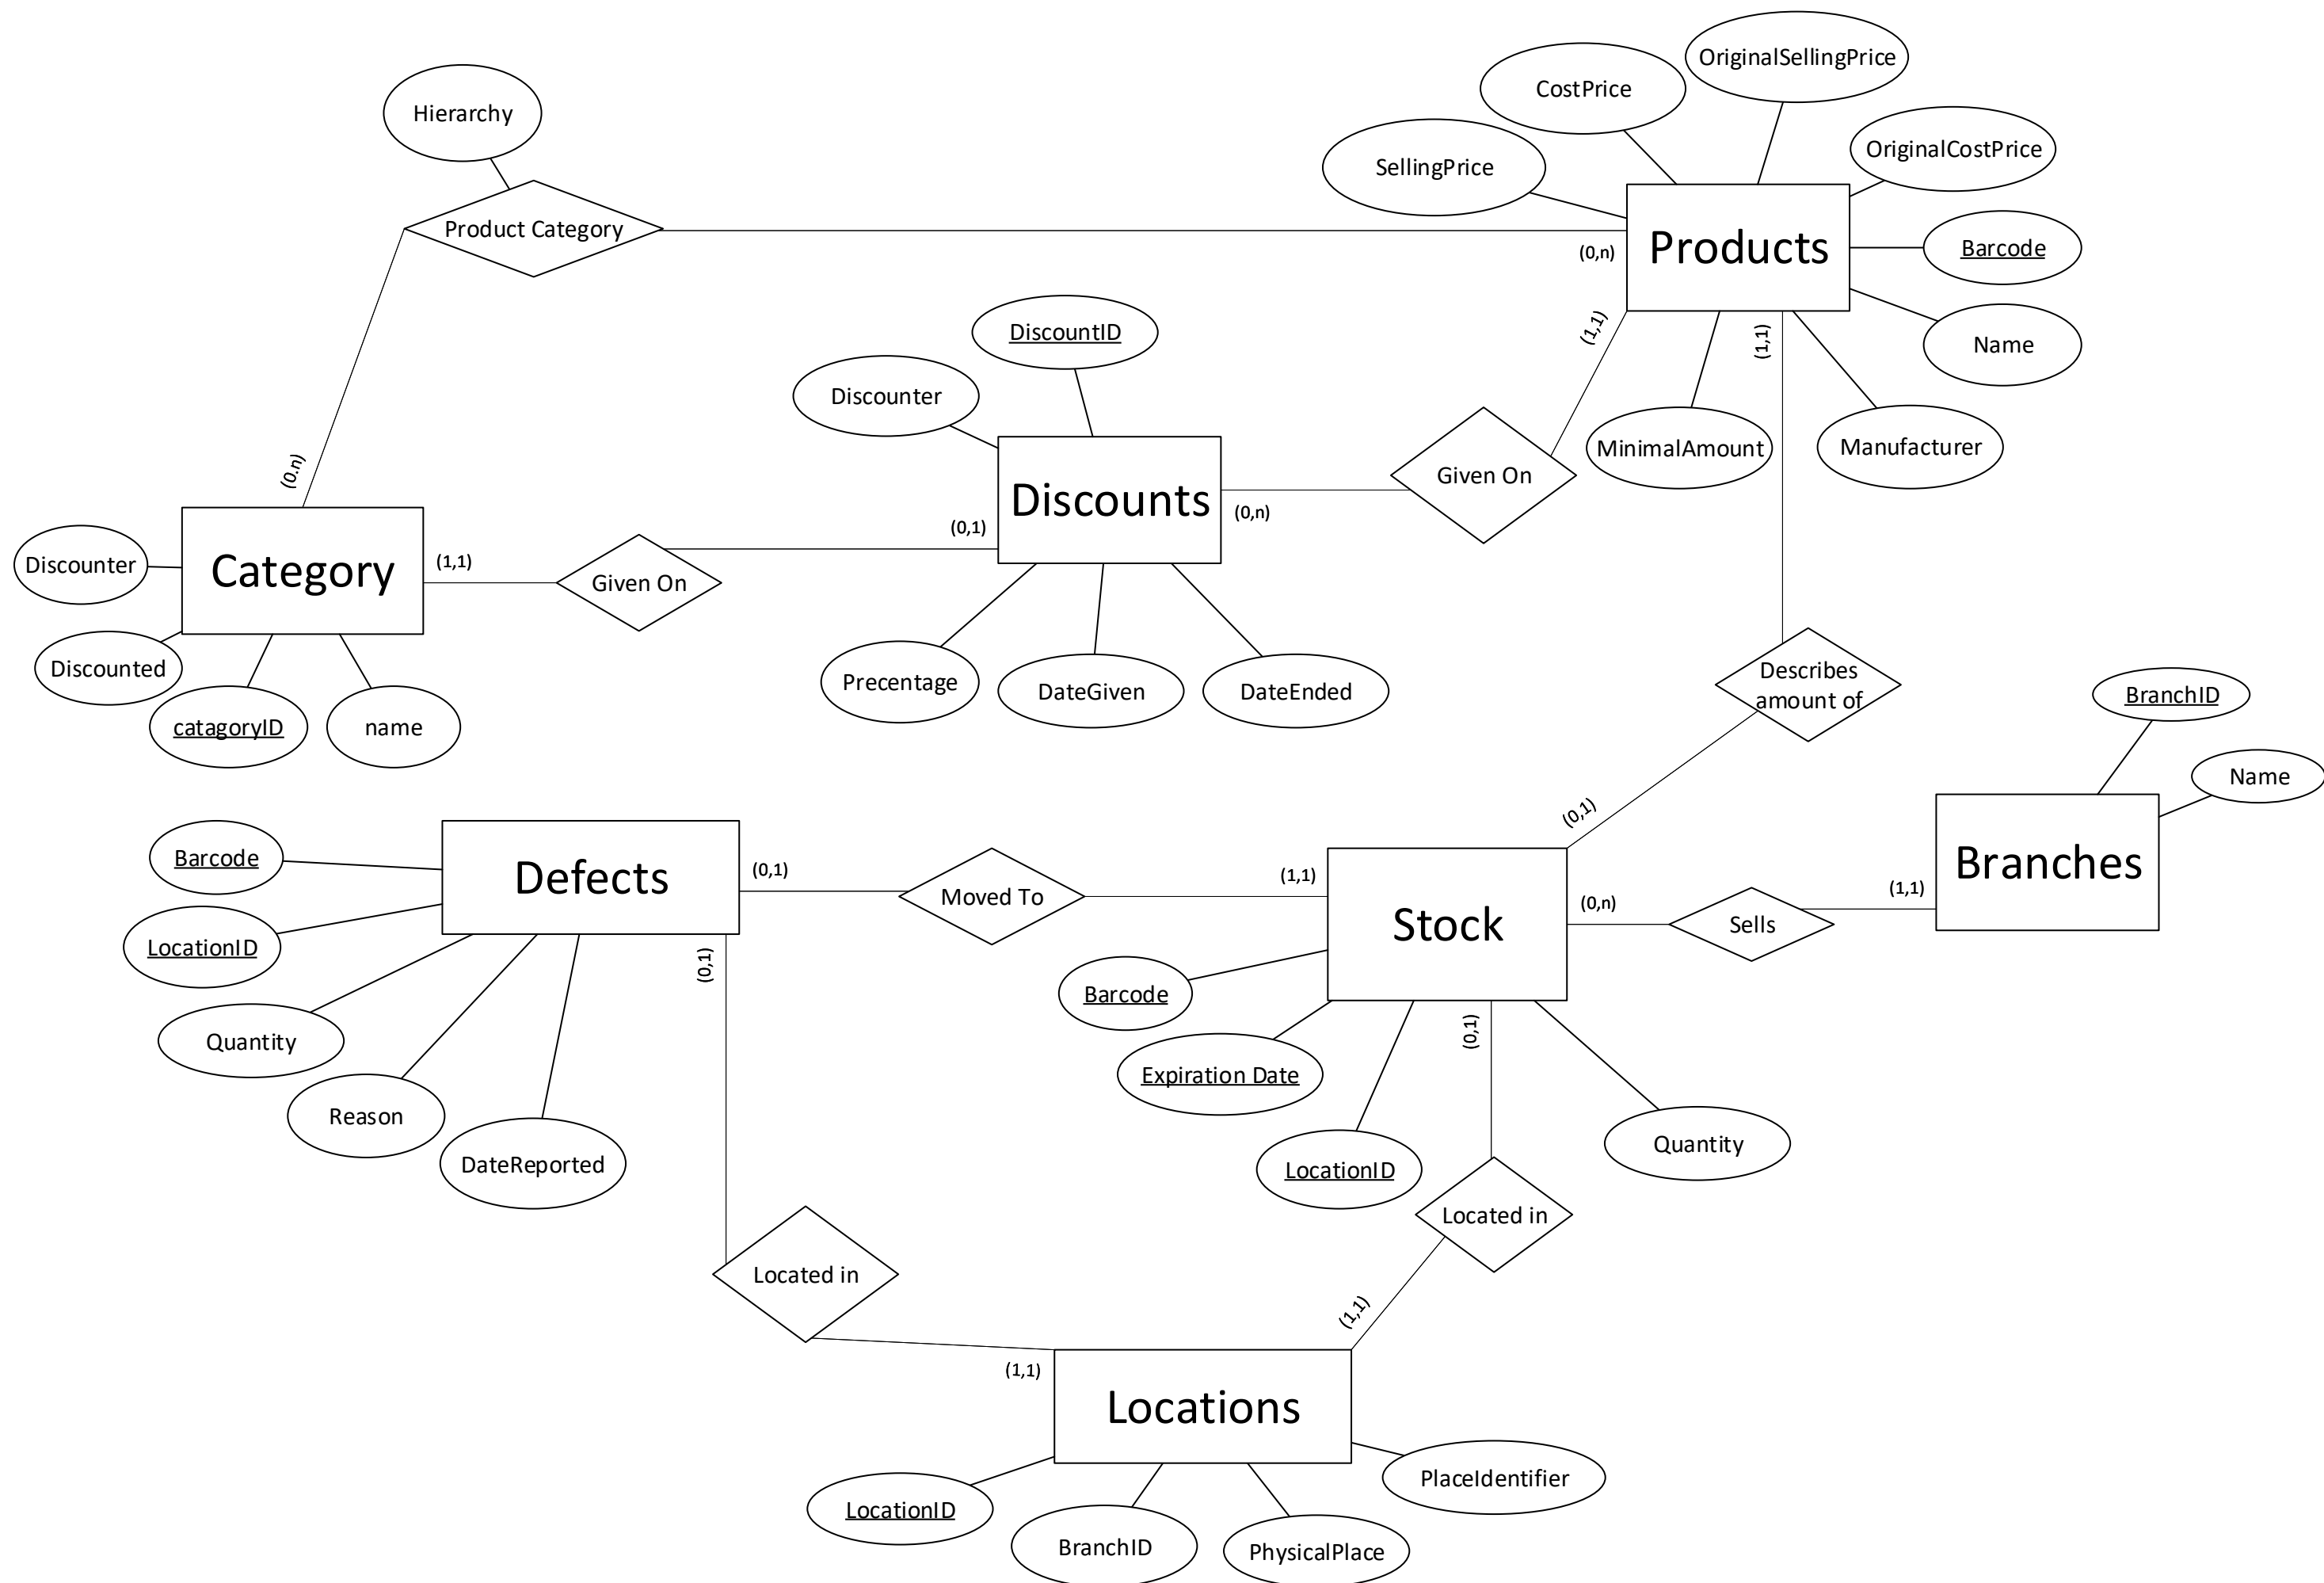 OriginalSellingPrice
CostPrice
Hierarchy
OriginalCostPrice
SellingPrice
Product Category
Products
(0,n)
Barcode
DiscountID
(1,1)
(1,1)
Name
Discounter
MinimalAmount
Manufacturer
(0.n)
Given On
Discounts
(0,n)
(0,1)
Discounter
Category
(1,1)
Given On
Discounted
Precentage
DateGiven
DateEnded
Describes
amount of
BranchID
catagoryID
name
Name
(0,1)
Barcode
Defects
(0,1)
Moved To
(1,1)
Stock
(0,n)
Sells
(1,1)
Branches
LocationID
(0,1)
Barcode
Quantity
(0,1)
Expiration Date
Reason
DateReported
LocationID
Quantity
Located in
Located in
(1,1)
(1,1)
Locations
PlaceIdentifier
LocationID
BranchID
PhysicalPlace